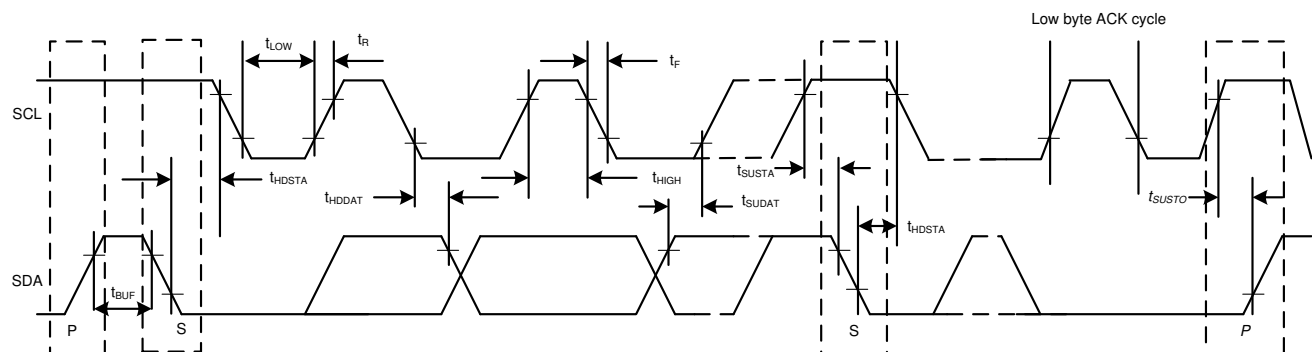 Low byte ACK cycle
tLOW
tR
tF
SCL
tHDSTA
tHDDAT
tHIGH
tSUDAT
tSUSTA
tHDSTA
tSUSTO
SDA
tBUF
P
S
S
P